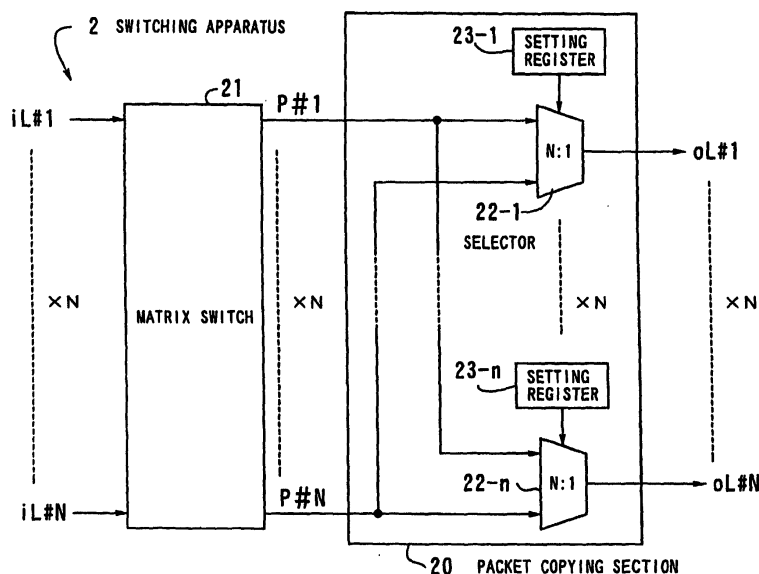 2 SWITCHING APPARATUS
23-1
SETTING
REGISTER
21
P#1
iL#1
N:1
oL#1
22-1
SELECTOR
×N
MATRIX SWITCH
×N
×N
×N
23-n
SETTING
REGISTER
22-n
N:1
oL#N
P#N
iL#N
20 PACKET COPYING SECTION